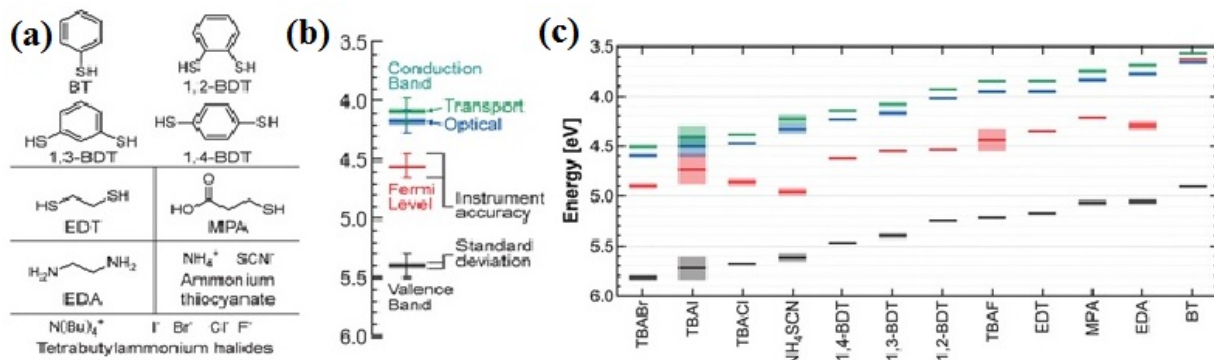 (a)
SH
BT
HS SH
1,2-BDT
HS SH
1,3-BDT
HS SH
1,4-BDT
HS SH
EDT
O
HO SH
MPA
H₂N NH₂
EDA
NH₄⁺ SCN⁻
Ammonium
thiocyanate
N(Bu)₄⁺ I⁻ Br⁻ Cl⁻ F⁻
Tetrabutylammonium halides
(b)
3.5
4.0
4.5
5.0
5.5
6.0
Conduction
Band
Transport
Optical
Fermi
Level
Instrument
accuracy
Standard
deviation
Valence
Band
(c)
Energy [eV]
3.5
4.0
4.5
5.0
5.5
6.0
TBABr
TBAI
TBACl
NH₄SCN
1,4-BDT
1,3-BDT
1,2-BDT
TBAF
EDT
MPA
EDA
BT